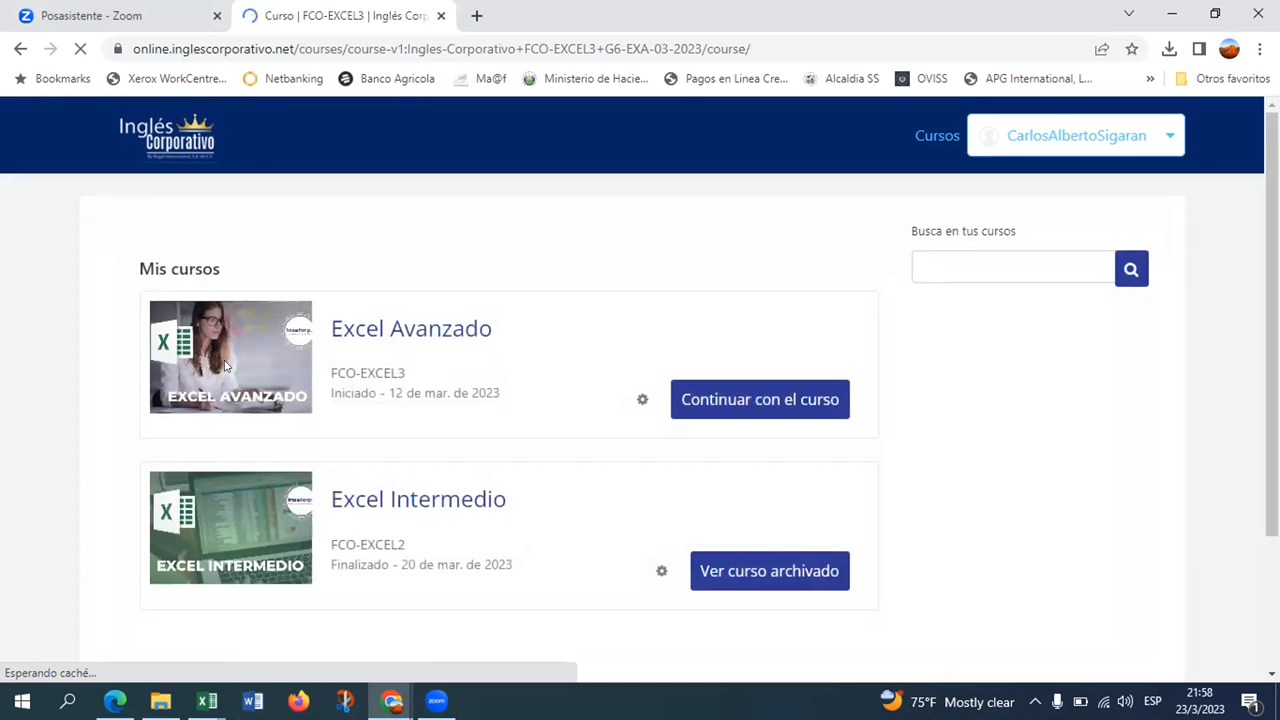 Posasistente - Zoom
Curso | FCO-EXCEL3 | Inglés Corp
online.inglescorporativo.net/courses/course-v1:Ingles-Corporativo+FCO-EXCEL3+G6-EXA-03-2023/course/
Bookmarks
Xerox WorkCentre...
Netbanking
Banco Agricola
Ma@f
Ministerio de Hacie...
Pagos en Linea Cre...
Alcaldia SS
OVISS
APG International, L...
»
Otros favoritos
Inglés
Corporativo
Cursos
CarlosAlbertoSigaran
Busca en tus cursos
Mis cursos
EXCEL AVANZADO
Excel Avanzado
FCO-EXCEL3
Iniciado - 12 de mar. de 2023
Continuar con el curso
EXCEL INTERMEDIO
Excel Intermedio
FCO-EXCEL2
Finalizado - 20 de mar. de 2023
Ver curso archivado
Esperando caché...
75°F Mostly clear
ESP
21:58
23/3/2023